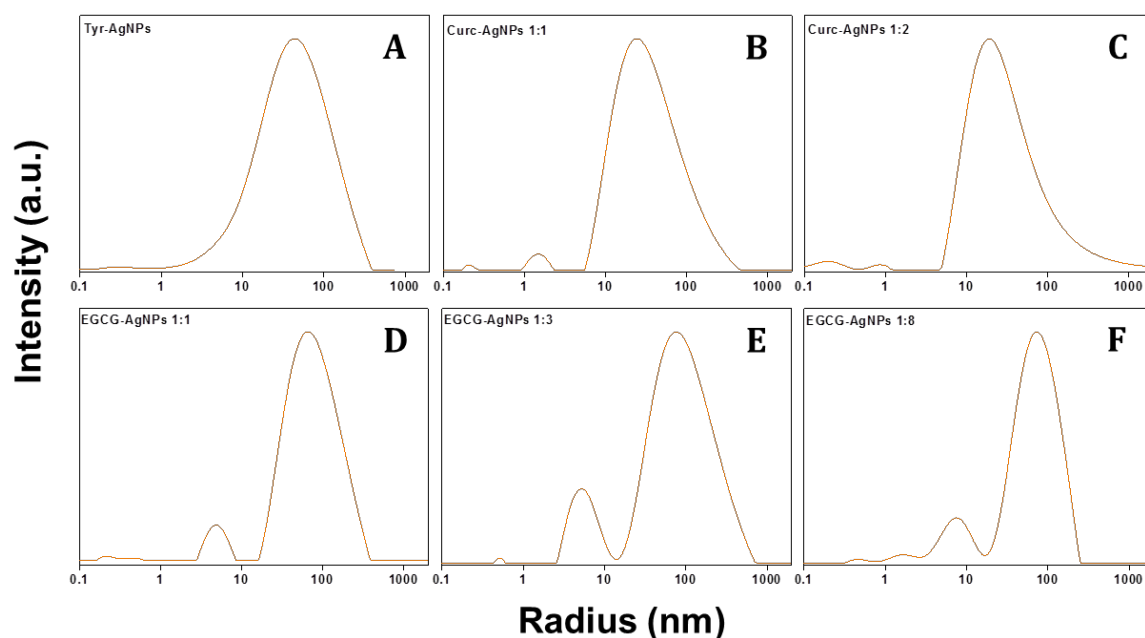 Intensity (a.u.)
Tyr-AgNPs
A
0.1 1 10 100 1000
Curc-AgNPs 1:1
B
0.1 1 10 100 1000
Curc-AgNPs 1:2
C
0.1 1 10 100 1000
EGCG-AgNPs 1:1
D
0.1 1 10 100 1000
EGCG-AgNPs 1:3
E
0.1 1 10 100 1000
EGCG-AgNPs 1:8
F
0.1 1 10 100 1000
Radius (nm)